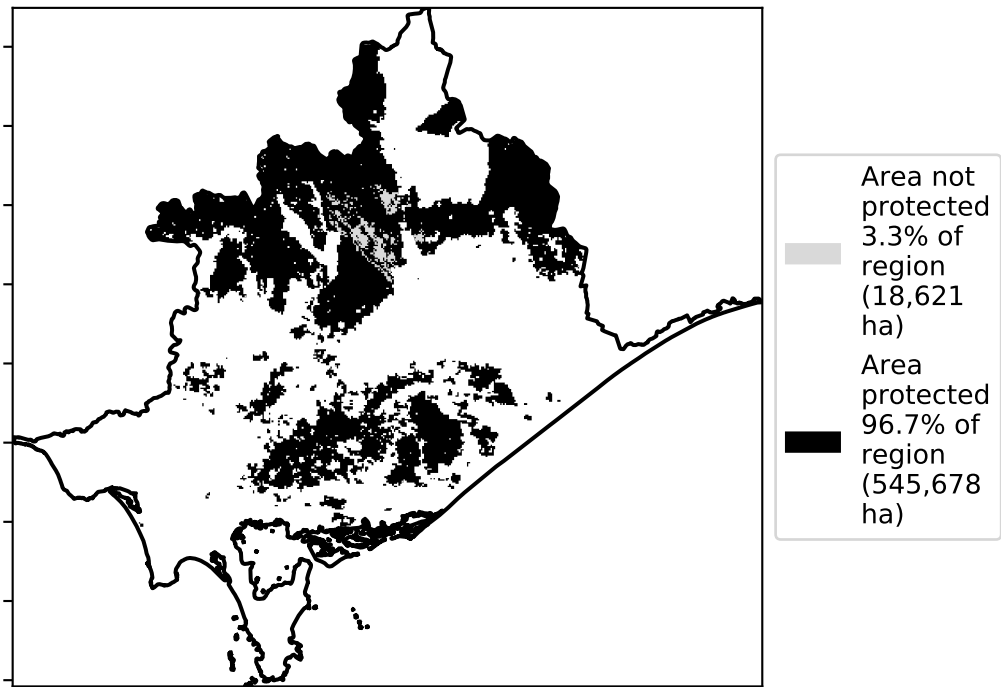 Area not
protected
3.3% of
region
(18,621
ha)
Area
protected
96.7% of
region
(545,678
ha)